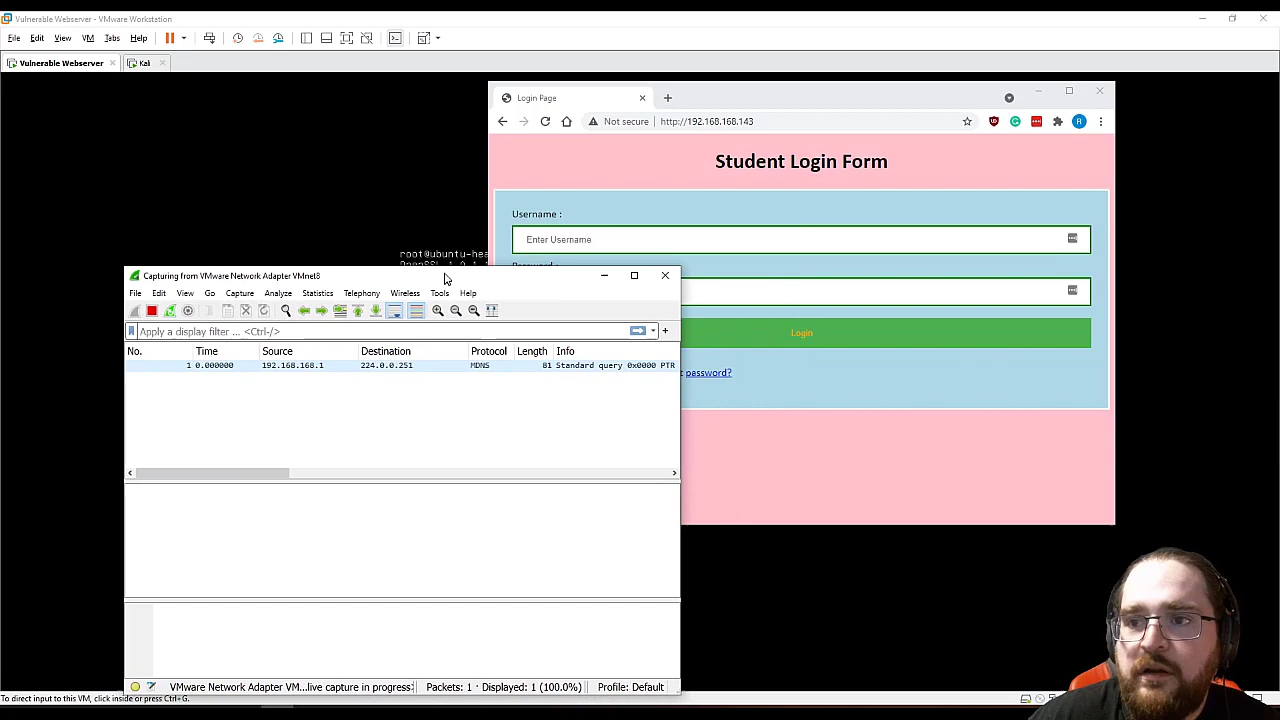 Vulnerable Webserver - VMware Workstation
File Edit View VM Tabs Help
Vulnerable Webserver Kali
Login Page
Not secure http://192.168.168.143 R
Student Login Form
Username :
Enter Username
root@ubuntu-hea
Capturing from VMware Network Adapter VMnet8
File Edit View Go Capture Analyze Statistics Telephony Wireless Tools Help
Apply a display filter ... <Ctrl-/>
Login
No. Time Source Destination Protocol Length Info
1 0.000000 192.168.168.1 224.0.0.251 MDNS 81 Standard query 0x0000 PTR
password?
VMware Network Adapter VM...live capture in progress: Packets: 1 · Displayed: 1 (100.0%) Profile: Default
To direct input to this VM, click inside or press Ctrl+G.